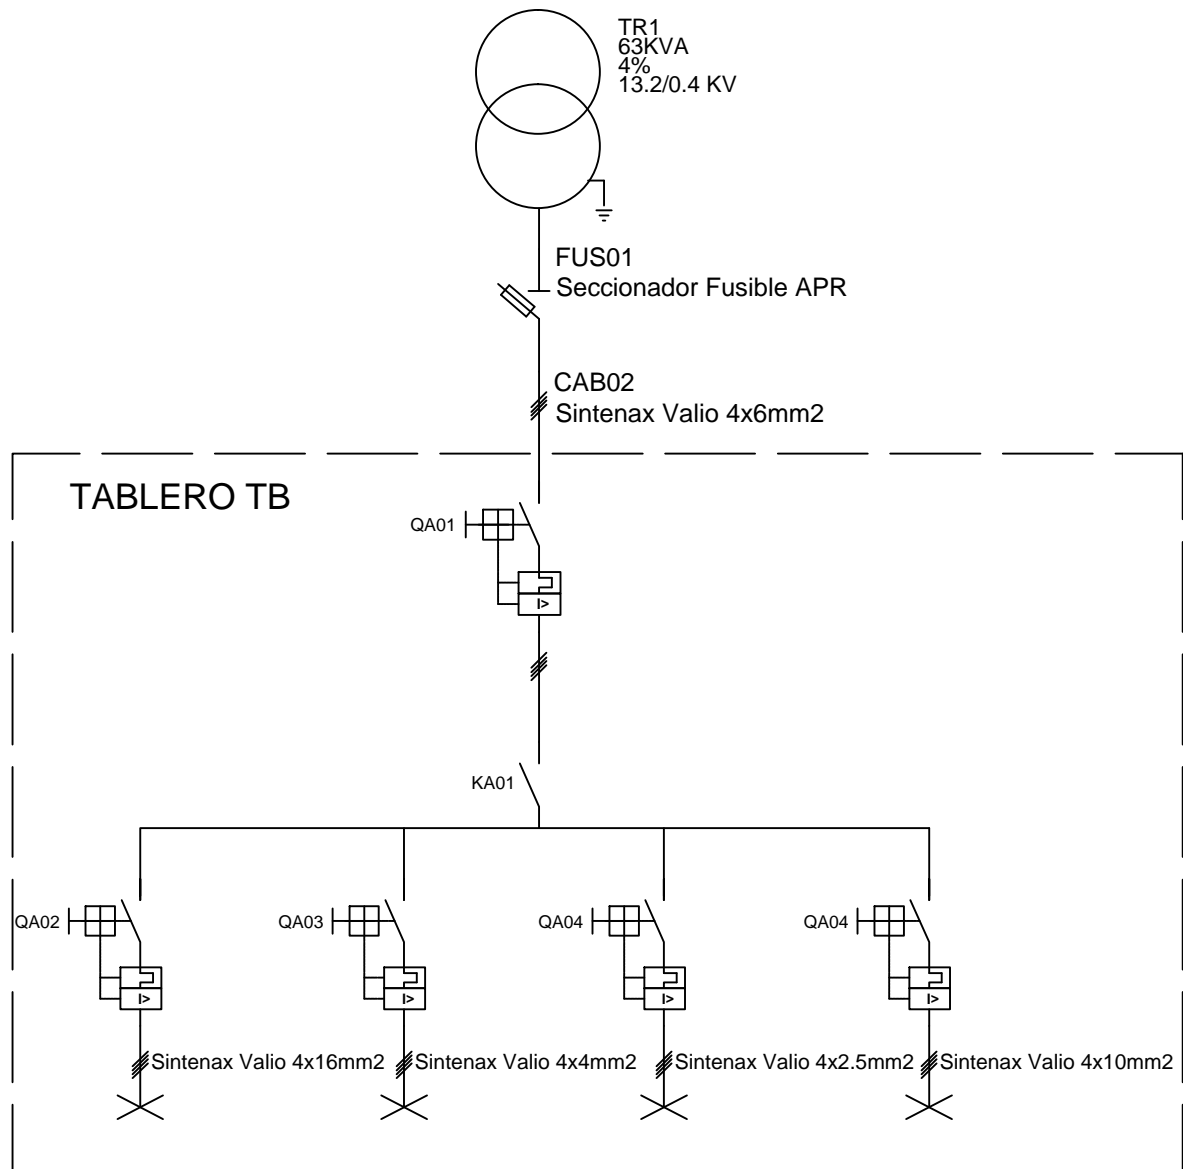 TR1
63KVA
4%
13.2/0.4 KV
FUS01
Seccionador Fusible APR
CAB02
Sintenax Valio 4x6mm2
TABLERO TB
QA01
I>
KA01
QA02
QA03
QA04
QA04
I>
I>
I>
I>
Sintenax Valio 4x16mm2
Sintenax Valio 4x4mm2
Sintenax Valio 4x2.5mm2
Sintenax Valio 4x10mm2